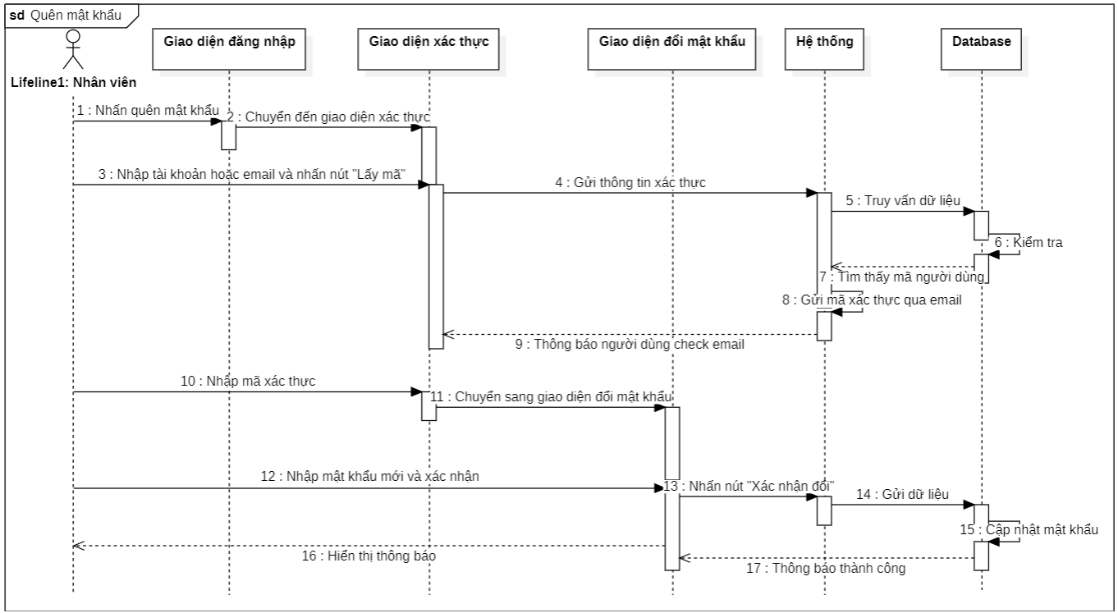 sd Quên mật khẩu
Giao diện đăng nhập
Giao diện xác thực
Giao diện đổi mật khẩu
Hệ thống
Database
Lifeline1: Nhân viên
1 : Nhấn quên mật khẩu
2 : Chuyển đến giao diện xác thực
3 : Nhập tài khoản hoặc email và nhấn nút "Lấy mã"
4 : Gửi thông tin xác thực
5 : Truy vấn dữ liệu
6 : Kiểm tra
7 : Tìm thấy mã người dùng
8 : Gửi mã xác thực qua email
9 : Thông báo người dùng check email
10 : Nhập mã xác thực
11 : Chuyển sang giao diện đổi mật khẩu
12 : Nhập mật khẩu mới và xác nhận
13 : Nhấn nút "Xác nhận đổi"
14 : Gửi dữ liệu
15 : Cập nhật mật khẩu
16 : Hiển thị thông báo
17 : Thông báo thành công